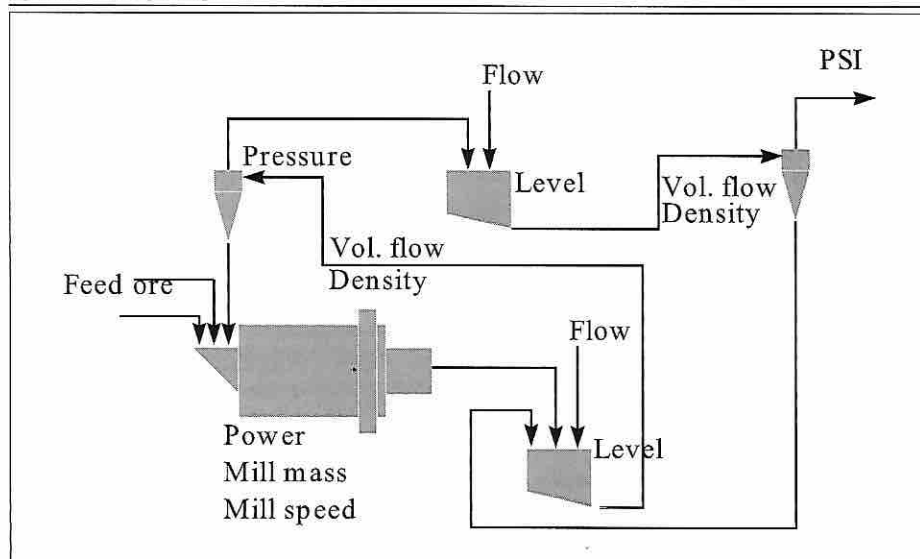 Flow
PSI
Pressure
Level
Vol. flow
Density
Vol. flow
Density
Feed ore
Flow
Level
Power
Mill mass
Mill speed